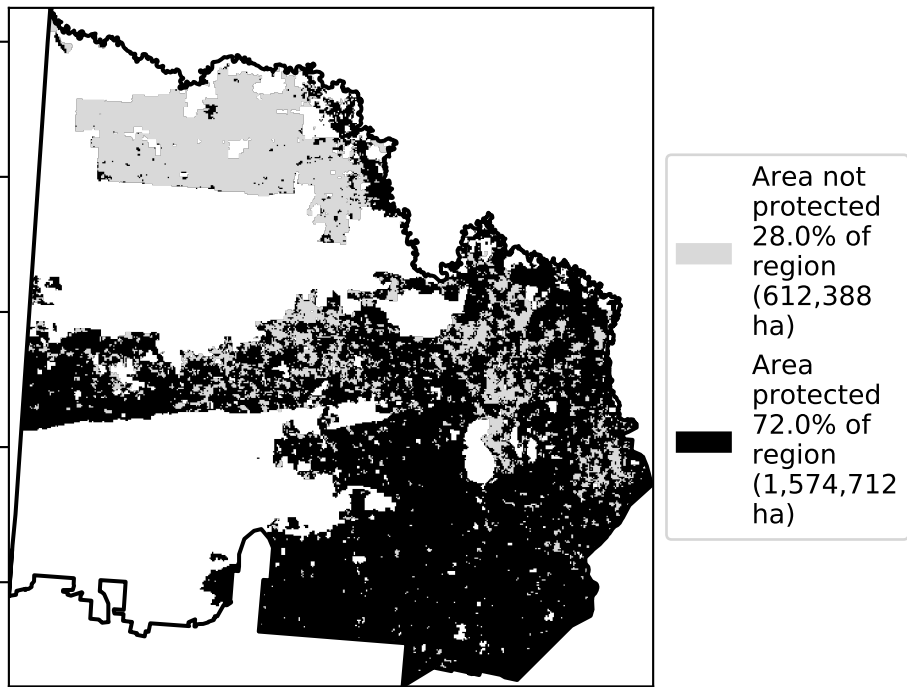 Area not
protected
28.0% of
region
(612,388
ha)
Area
protected
72.0% of
region
(1,574,712
ha)